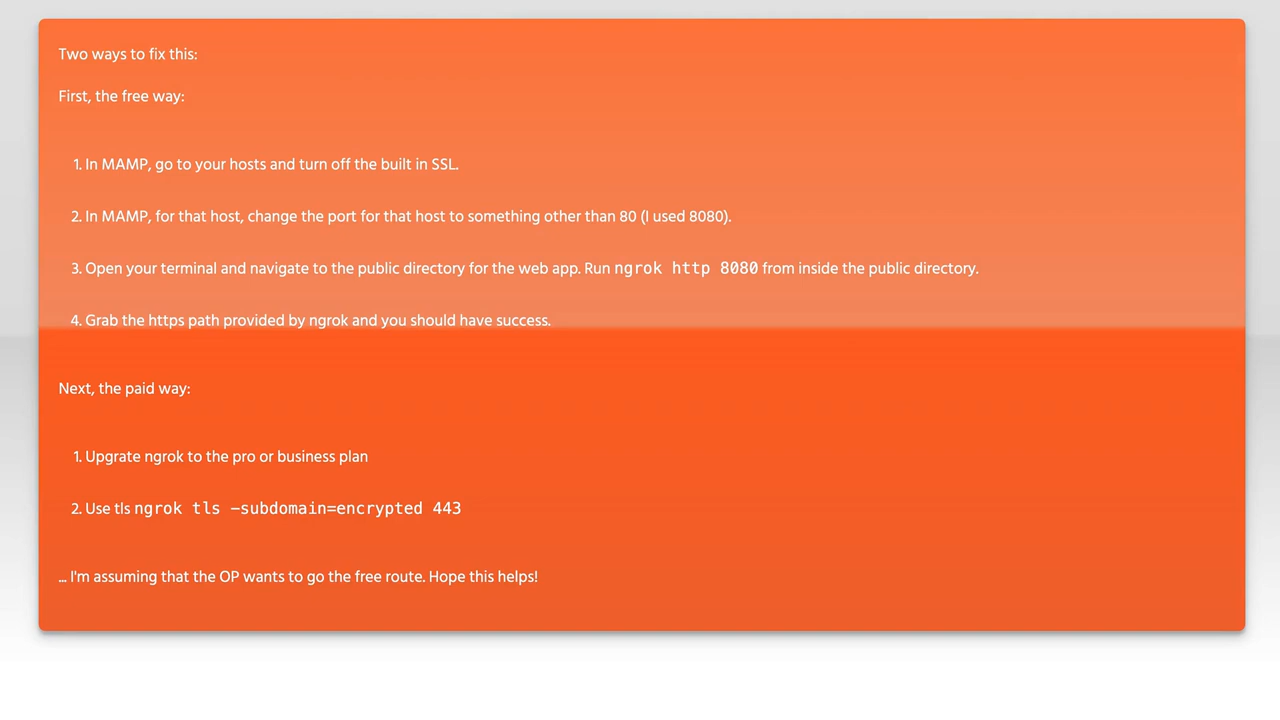 Two ways to fix this:
First, the free way:
1. In MAMP, go to your hosts and turn off the built in SSL.
2. In MAMP, for that host, change the port for that host to something other than 80 (I used 8080).
3. Open your terminal and navigate to the public directory for the web app. Run ngrok http 8080 from inside the public directory.
4. Grab the https path provided by ngrok and you should have success.
Next, the paid way:
1. Upgrate ngrok to the pro or business plan
2. Use tls ngrok tls -subdomain=encrypted 443
... I'm assuming that the OP wants to go the free route. Hope this helps!